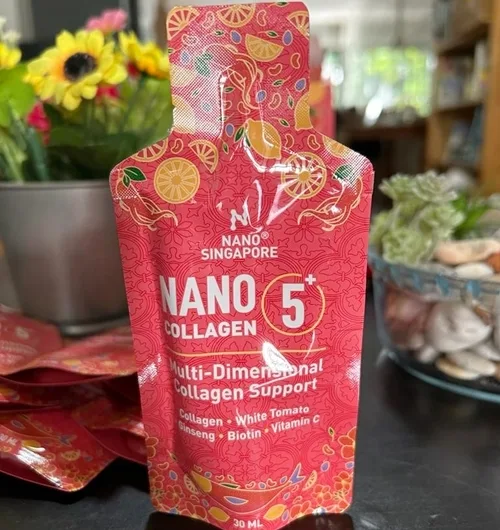 NANO®
SINGAPORE
NANO 5+
COLLAGEN
Multi-Dimensional
Collagen Support
Collagen • White Tomato
Ginseng • Biotin • Vitamin C
30 ML